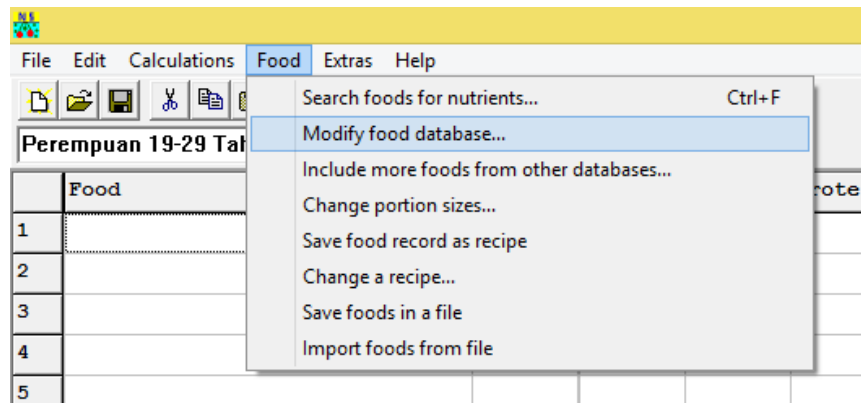 N S
File Edit Calculations Food Extras Help
Search foods for nutrients... Ctrl+F
Modify food database...
Perempuan 19-29 Tah
Include more foods from other databases...
Food rote
Change portion sizes...
1
Save food record as recipe
2
Change a recipe...
3
Save foods in a file
4
Import foods from file
5